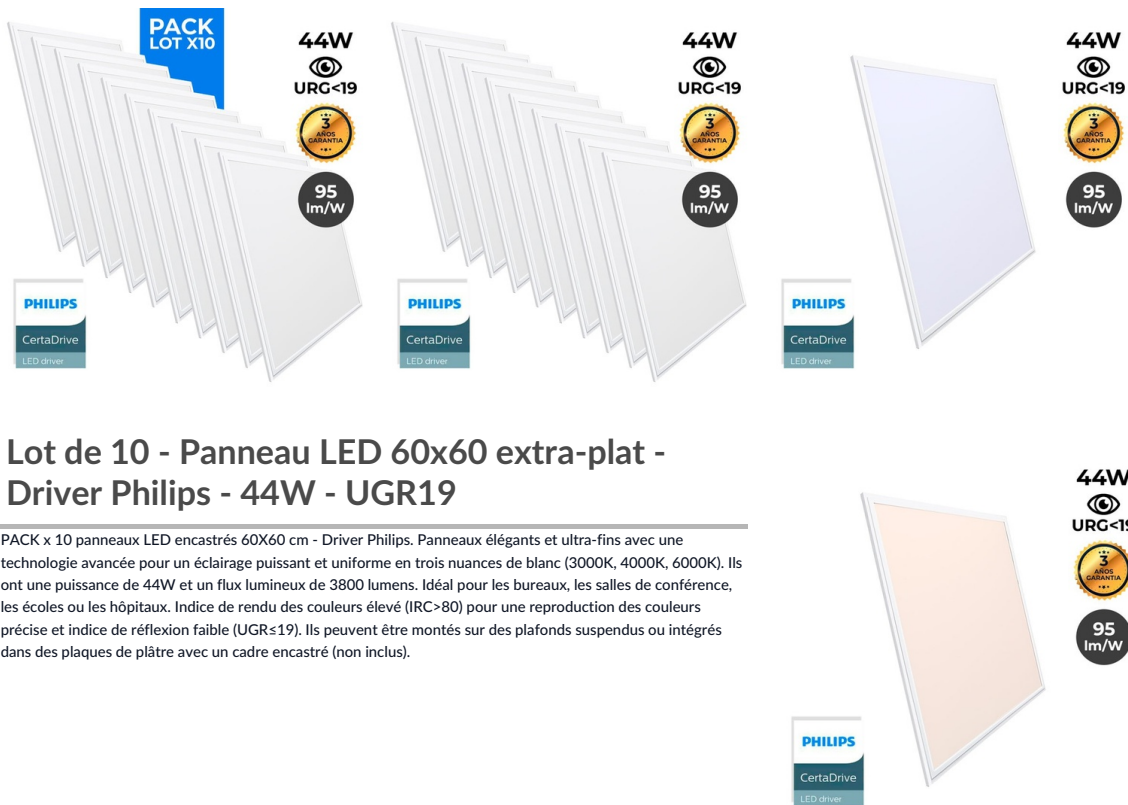 PACK
LOT X10
44W
URG<19
3
AÑOS
GARANTIA
95
lm/W
PHILIPS
CertaDrive
LED driver
44W
URG<19
3
AÑOS
GARANTIA
95
lm/W
PHILIPS
CertaDrive
LED driver
44W
URG<19
3
AÑOS
GARANTIA
95
lm/W
PHILIPS
CertaDrive
LED driver
Lot de 10 - Panneau LED 60x60 extra-plat -
Driver Philips - 44W - UGR19
PACK x 10 panneaux LED encastrés 60X60 cm - Driver Philips. Panneaux élégants et ultra-fins avec une
technologie avancée pour un éclairage puissant et uniforme en trois nuances de blanc (3000K, 4000K, 6000K). Ils
ont une puissance de 44W et un flux lumineux de 3800 lumens. Idéal pour les bureaux, les salles de conférence,
les écoles ou les hôpitaux. Indice de rendu des couleurs élevé (IRC>80) pour une reproduction des couleurs
précise et indice de réflexion faible (UGR≤19). Ils peuvent être montés sur des plafonds suspendus ou intégrés
dans des plaques de plâtre avec un cadre encastré (non inclus).
44W
URG<19
3
AÑOS
GARANTIA
95
lm/W
PHILIPS
CertaDrive
LED driver